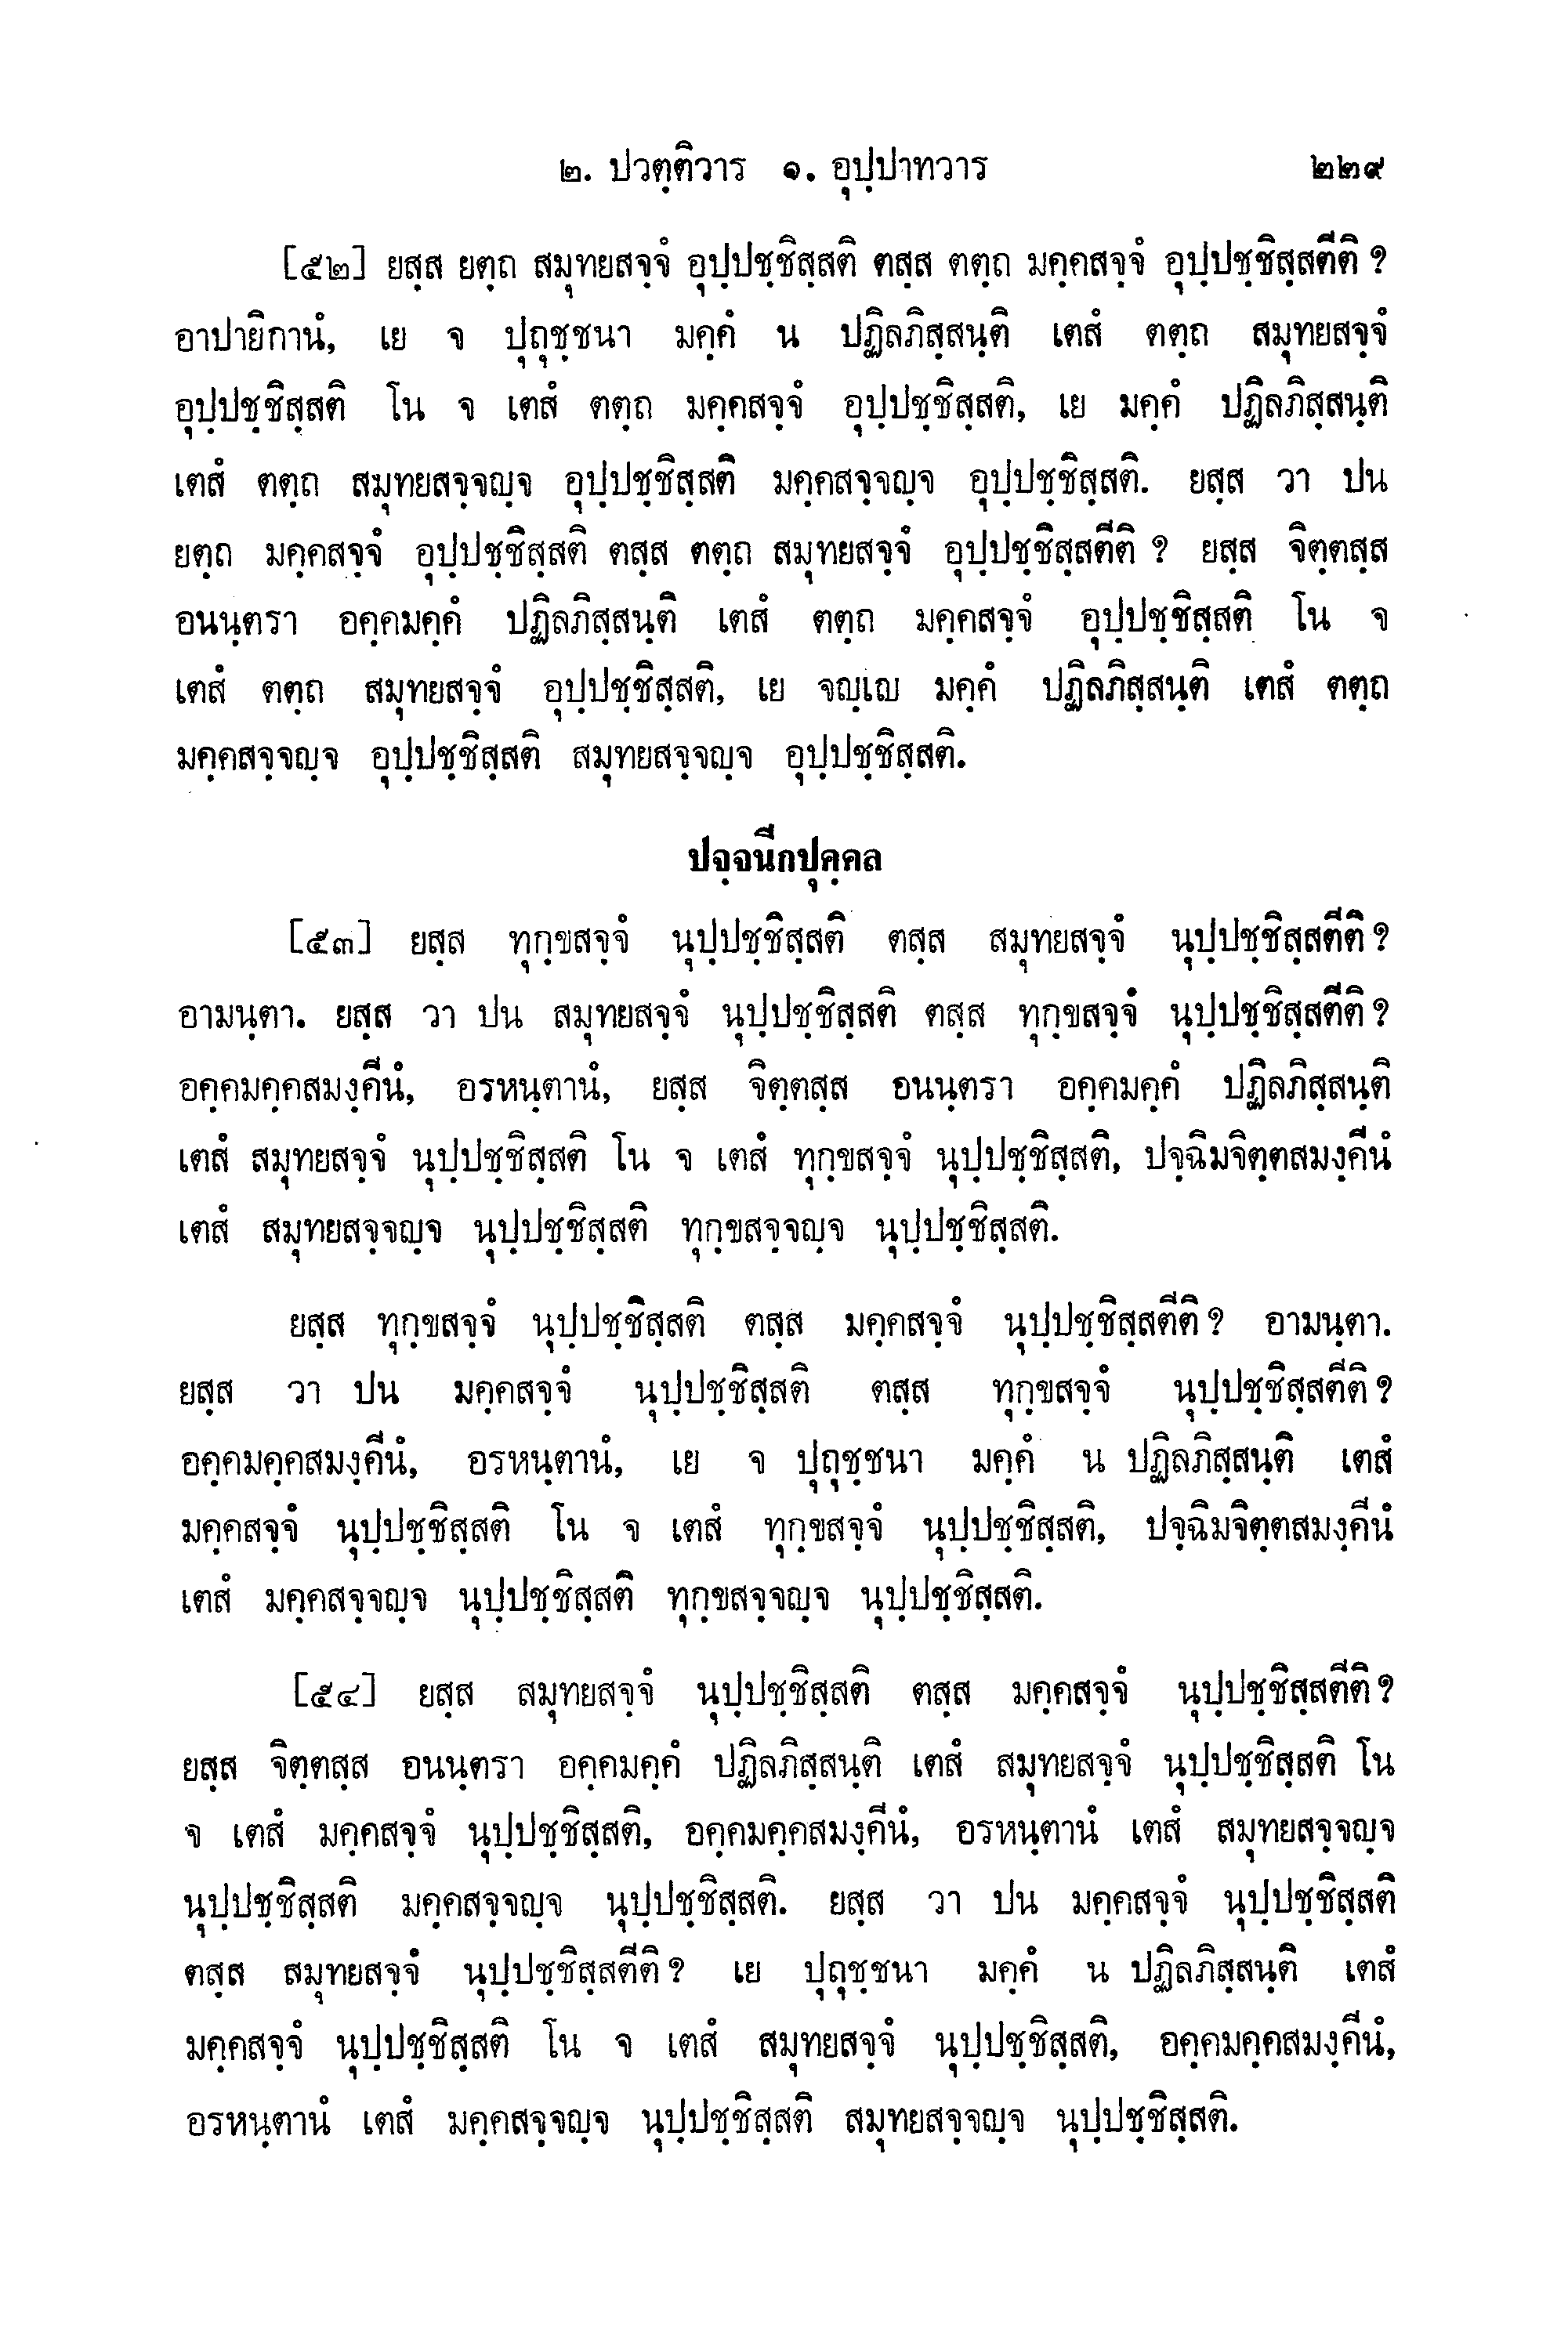 ๒. ปวตฺติวาร ๑. อุปฺปาทวาร ๒๒๙
[๕๒] ยสฺส ยตฺถ สมุทยสจฺจํ อุปฺปชฺชิสฺสติ ตสฺส ตตฺถ มคฺคสจฺจํ อุปฺปชฺชิสฺสตีติ ?
อาปายิกานํ, เย จ ปุถุชฺชนา มคฺคํ น ปฏิลภิสฺสนฺติ เตสํ ตตฺถ สมุทยสจฺจํ
อุปฺปชฺชิสฺสติ โน จ เตสํ ตตฺถ มคฺคสจฺจํ อุปฺปชฺชิสฺสติ, เย มคฺคํ ปฏิลภิสฺสนฺติ
เตสํ ตตฺถ สมุทยสจฺจญฺจ อุปฺปชฺชิสฺสติ มคฺคสจฺจญฺจ อุปฺปชฺชิสฺสติ. ยสฺส วา ปน
ยตฺถ มคฺคสจฺจํ อุปฺปชฺชิสฺสติ ตสฺส ตตฺถ สมุทยสจฺจํ อุปฺปชฺชิสฺสตีติ ? ยสฺส จิตฺตสฺส
อนนฺตรา อคฺคมคฺคํ ปฏิลภิสฺสนฺติ เตสํ ตตฺถ มคฺคสจฺจํ อุปฺปชฺชิสฺสติ โน จ
เตสํ ตตฺถ สมุทยสจฺจํ อุปฺปชฺชิสฺสติ, เย จญฺเญ มคฺคํ ปฏิลภิสฺสนฺติ เตสํ ตตฺถ
มคฺคสจฺจญฺจ อุปฺปชฺชิสฺสติ สมุทยสจฺจญฺจ อุปฺปชฺชิสฺสติ.
ปจฺจนีกปุคฺคล
[๕๓] ยสฺส ทุกฺขสจฺจํ นุปฺปชฺชิสฺสติ ตสฺส สมุทยสจฺจํ นุปฺปชฺชิสฺสตีติ ?
อามนฺตา. ยสฺส วา ปน สมุทยสจฺจํ นุปฺปชฺชิสฺสติ ตสฺส ทุกฺขสจฺจํ นุปฺปชฺชิสฺสตีติ ?
อคฺคมคฺคสมงฺคีนํ, อรหนฺตานํ, ยสฺส จิตฺตสฺส อนนฺตรา อคฺคมคฺคํ ปฏิลภิสฺสนฺติ
เตสํ สมุทยสจฺจํ นุปฺปชฺชิสฺสติ โน จ เตสํ ทุกฺขสจฺจํ นุปฺปชฺชิสฺสติ, ปจฺฉิมจิตฺตสมงฺคีนํ
เตสํ สมุทยสจฺจญฺจ นุปฺปชฺชิสฺสติ ทุกฺขสจฺจญฺจ นุปฺปชฺชิสฺสติ.
ยสฺส ทุกฺขสจฺจํ นุปฺปชฺชิสฺสติ ตสฺส มคฺคสจฺจํ นุปฺปชฺชิสฺสตีติ ? อามนฺตา.
ยสฺส วา ปน มคฺคสจฺจํ นุปฺปชฺชิสฺสติ ตสฺส ทุกฺขสจฺจํ นุปฺปชฺชิสฺสตีติ ?
อคฺคมคฺคสมงฺคีนํ, อรหนฺตานํ, เย จ ปุถุชฺชนา มคฺคํ น ปฏิลภิสฺสนฺติ เตสํ
มคฺคสจฺจํ นุปฺปชฺชิสฺสติ โน จ เตสํ ทุกฺขสจฺจํ นุปฺปชฺชิสฺสติ, ปจฺฉิมจิตฺตสมงฺคีนํ
เตสํ มคฺคสจฺจญฺจ นุปฺปชฺชิสฺสติ ทุกฺขสจฺจญฺจ นุปฺปชฺชิสฺสติ.
[๕๔] ยสฺส สมุทยสจฺจํ นุปฺปชฺชิสฺสติ ตสฺส มคฺคสจฺจํ นุปฺปชฺชิสฺสตีติ ?
ยสฺส จิตฺตสฺส อนนฺตรา อคฺคมคฺคํ ปฏิลภิสฺสนฺติ เตสํ สมุทยสจฺจํ นุปฺปชฺชิสฺสติ โน
จ เตสํ มคฺคสจฺจํ นุปฺปชฺชิสฺสติ, อคฺคมคฺคสมงฺคีนํ, อรหนฺตานํ เตสํ สมุทยสจฺจญฺจ
นุปฺปชฺชิสฺสติ มคฺคสจฺจญฺจ นุปฺปชฺชิสฺสติ. ยสฺส วา ปน มคฺคสจฺจํ นุปฺปชฺชิสฺสติ
ตสฺส สมุทยสจฺจํ นุปฺปชฺชิสฺสตีติ ? เย ปุถุชฺชนา มคฺคํ น ปฏิลภิสฺสนฺติ เตสํ
มคฺคสจฺจํ นุปฺปชฺชิสฺสติ โน จ เตสํ สมุทยสจฺจํ นุปฺปชฺชิสฺสติ, อคฺคมคฺคสมงฺคีนํ,
อรหนฺตานํ เตสํ มคฺคสจฺจญฺจ นุปฺปชฺชิสฺสติ สมุทยสจฺจญฺจ นุปฺปชฺชิสฺสติ.